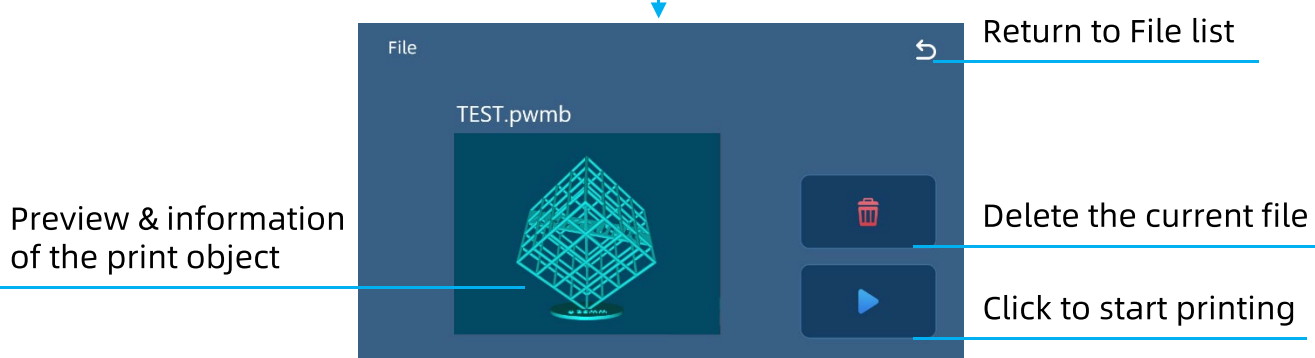 Return to File list
File
TEST.pwmb
Preview & information
of the print object
Delete the current file
Click to start printing